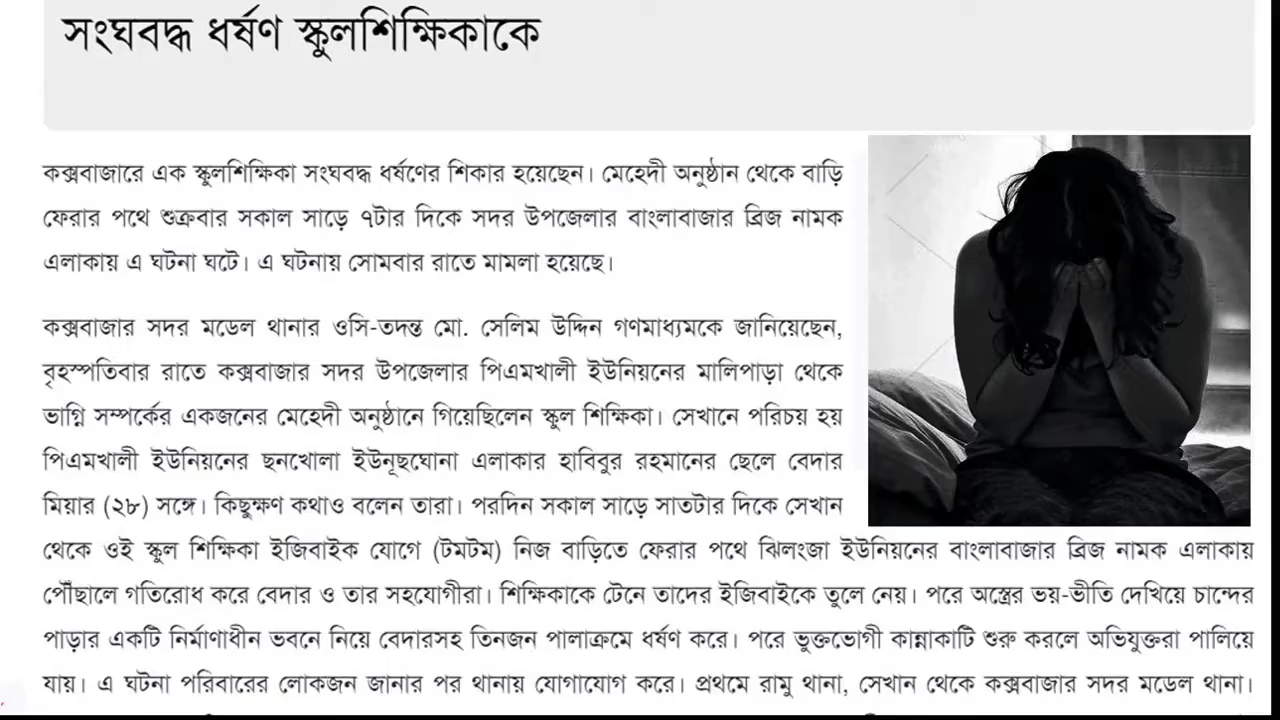 সংঘবদ্ধ ধর্ষণ স্কুলশিক্ষিকাকে
কক্সবাজারে এক স্কুলশিক্ষিকা সংঘবদ্ধ ধর্ষণের শিকার হয়েছেন। মেহেদী অনুষ্ঠান থেকে বাড়ি
ফেরার পথে শুক্রবার সকাল সাড়ে ৭টার দিকে সদর উপজেলার বাংলাবাজার ব্রিজ নামক
এলাকায় এ ঘটনা ঘটে। এ ঘটনায় সোমবার রাতে মামলা হয়েছে।
কক্সবাজার সদর মডেল থানার ওসি-তদন্ত মো. সেলিম উদ্দিন গণমাধ্যমকে জানিয়েছেন,
বৃহস্পতিবার রাতে কক্সবাজার সদর উপজেলার পিএমখালী ইউনিয়নের মালিপাড়া থেকে
ভাগ্নি সম্পর্কের একজনের মেহেদী অনুষ্ঠানে গিয়েছিলেন স্কুল শিক্ষিকা। সেখানে পরিচয় হয়
পিএমখালী ইউনিয়নের ছনখোলা ইউনূছঘোনা এলাকার হাবিবুর রহমানের ছেলে বেদার
মিয়ার (২৮) সঙ্গে। কিছুক্ষণ কথাও বলেন তারা। পরদিন সকাল সাড়ে সাতটার দিকে সেখান
থেকে ওই স্কুল শিক্ষিকা ইজিবাইক যোগে (টমটম) নিজ বাড়িতে ফেরার পথে ঝিলংজা ইউনিয়নের বাংলাবাজার ব্রিজ নামক এলাকায়
পৌঁছালে গতিরোধ করে বেদার ও তার সহযোগীরা। শিক্ষিকাকে টেনে তাদের ইজিবাইকে তুলে নেয়। পরে অস্ত্রের ভয়-ভীতি দেখিয়ে চান্দের
পাড়ার একটি নির্মাণাধীন ভবনে নিয়ে বেদারসহ তিনজন পালাক্রমে ধর্ষণ করে। পরে ভুক্তভোগী কান্নাকাটি শুরু করলে অভিযুক্তরা পালিয়ে
যায়। এ ঘটনা পরিবারের লোকজন জানার পর থানায় যোগাযোগ করে। প্রথমে রামু থানা, সেখান থেকে কক্সবাজার সদর মডেল থানা।